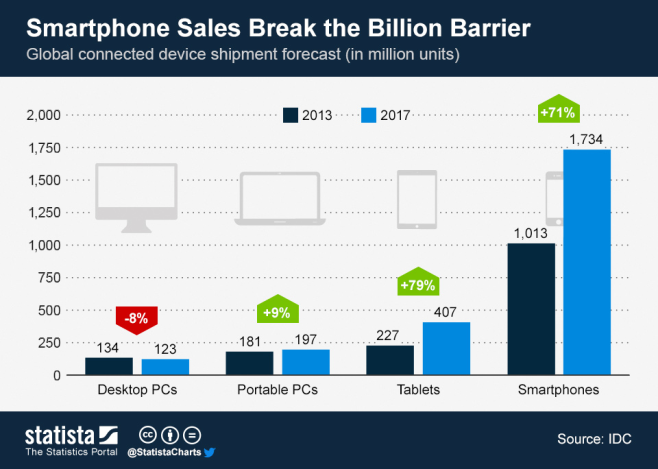 Smartphone Sales Break the Billion Barrier
Global connected device shipment forecast (in million units)
2013 2017
2,000
1,750
1,500
1,250
1,000
750
500
250
0
-8%
134 123
+9%
181 197
+79%
227 407
+71%
1,013 1,734
Desktop PCs Portable PCs Tablets Smartphones
statista
The Statistics Portal
cc
@StatistaCharts
Source: IDC